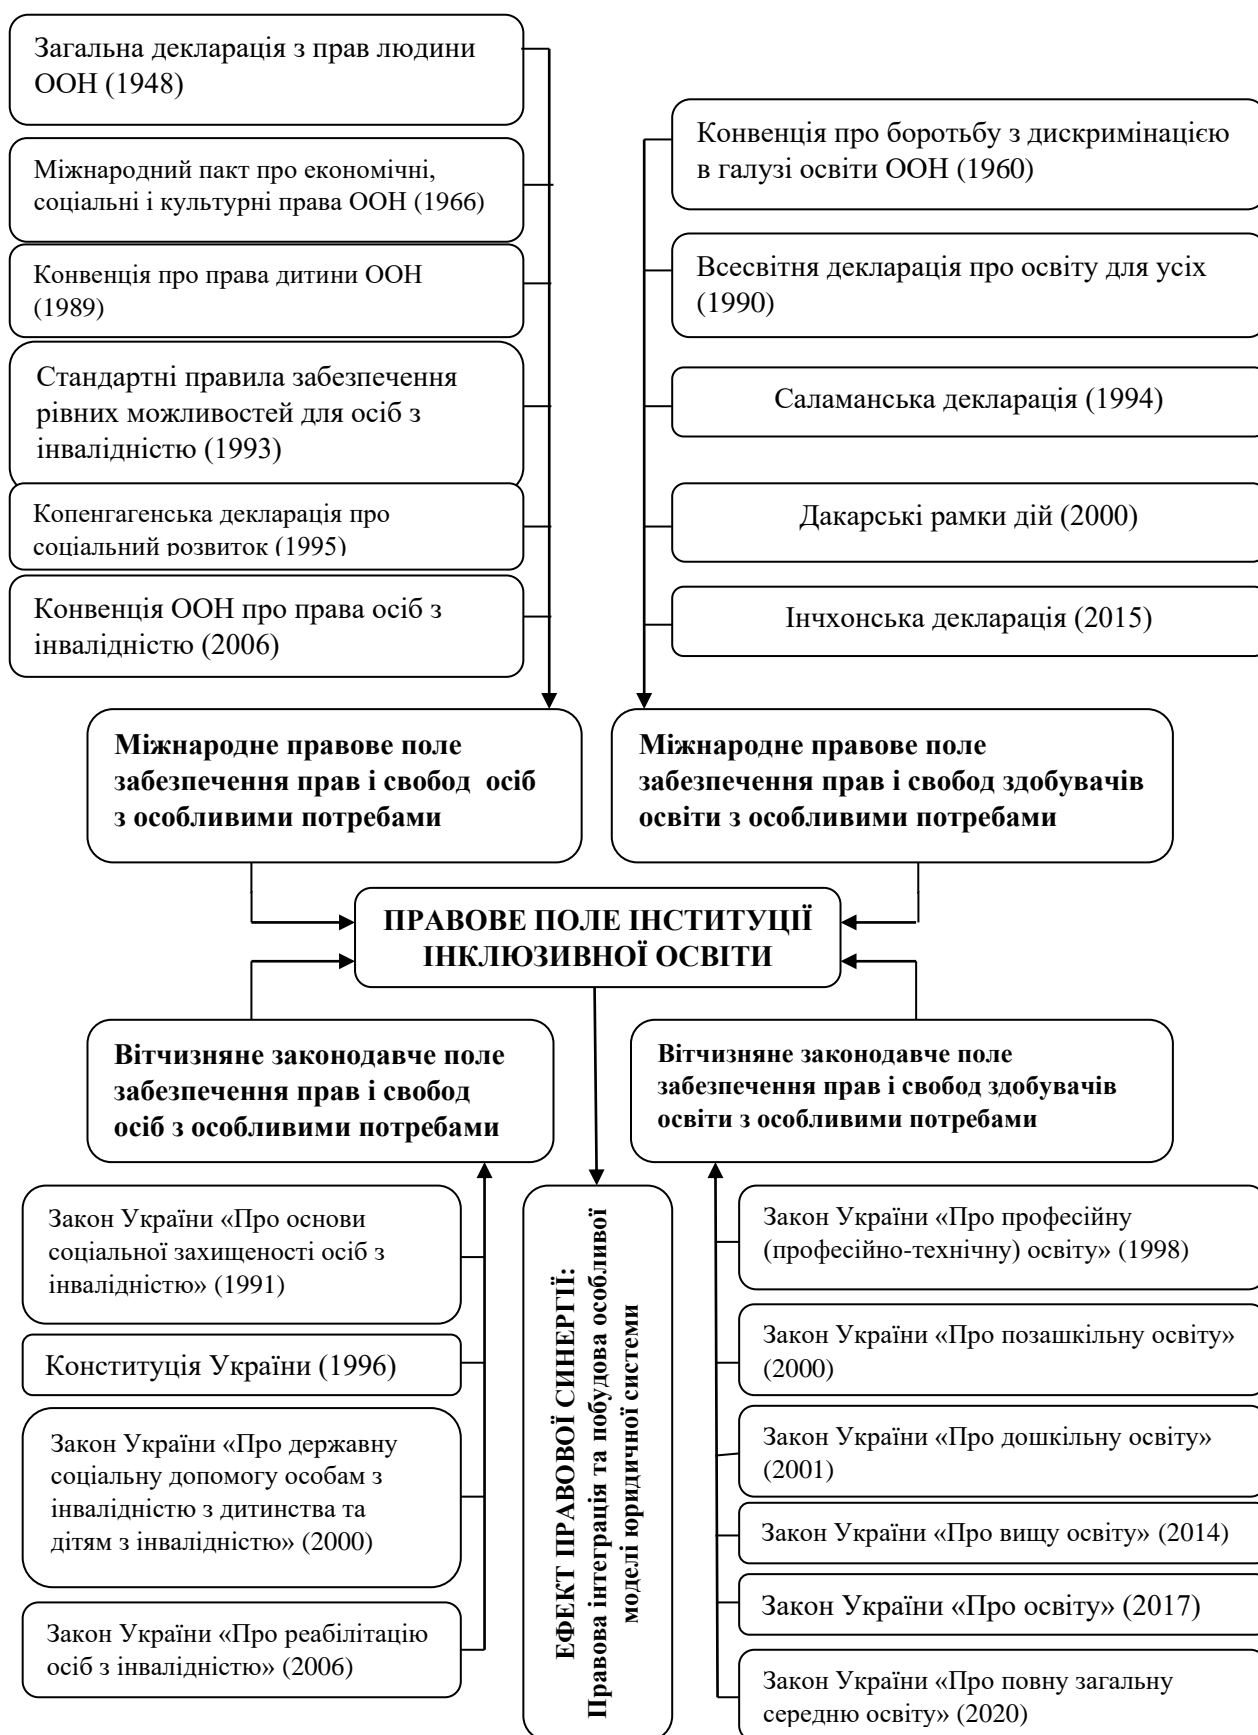 Загальна декларація з прав людини
ООН (1948)
Міжнародний пакт про економічні,
соціальні і культурні права ООН (1966)
Конвенція про права дитини ООН
(1989)
Стандартні правила забезпечення
рівних можливостей для осіб з
інвалідністю (1993)
Копенгагенська декларація про
соціальний розвиток (1995)
Конвенція ООН про права осіб з
інвалідністю (2006)
Конвенція про боротьбу з дискримінацією
в галузі освіти ООН (1960)
Всесвітня декларація про освіту для усіх
(1990)
Саламанська декларація (1994)
Дакарські рамки дій (2000)
Інчхонська декларація (2015)
Міжнародне правове поле
забезпечення прав і свобод осіб
з особливими потребами
Міжнародне правове поле
забезпечення прав і свобод здобувачів
освіти з особливими потребами
ПРАВОВЕ ПОЛЕ ІНСТИТУЦІЇ
ІНКЛЮЗИВНОЇ ОСВІТИ
Вітчизняне законодавче поле
забезпечення прав і свобод
осіб з особливими потребами
Вітчизняне законодавче поле
забезпечення прав і свобод здобувачів
освіти з особливими потребами
Закон України «Про основи
соціальної захищеності осіб з
інвалідністю» (1991)
Конституція України (1996)
Закон України «Про державну
соціальну допомогу особам з
інвалідністю з дитинства та
дітям з інвалідністю» (2000)
Закон України «Про реабілітацію
осіб з інвалідністю» (2006)
ЕФЕКТ ПРАВОВОЇ СИНЕРГІЇ:
Правова інтеграція та побудова особливої
моделі юридичної системи
Закон України «Про професійну
(професійно-технічну) освіту» (1998)
Закон України «Про позашкільну освіту»
(2000)
Закон України «Про дошкільну освіту»
(2001)
Закон України «Про вищу освіту» (2014)
Закон України «Про освіту» (2017)
Закон України «Про повну загальну
середню освіту» (2020)